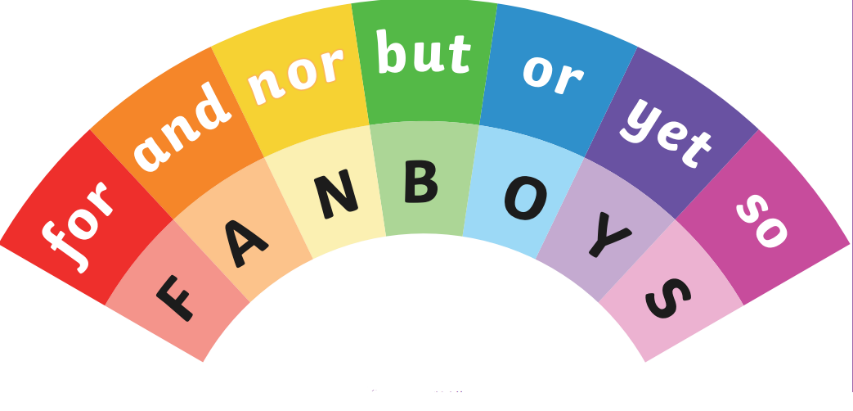 for and nor but or yet so
F A N B O Y S